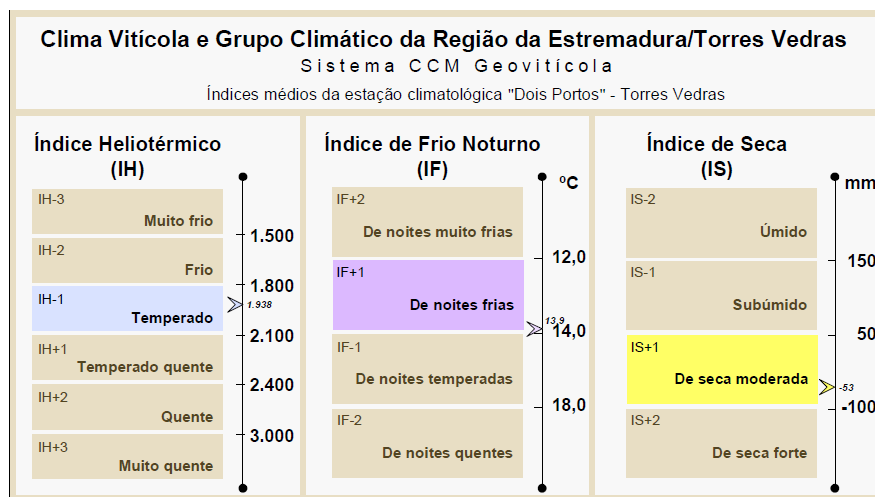 Clima Vitícola e Grupo Climático da Região da Estremadura/Torres Vedras
Sistema CCM Geovitícola
Índices médios da estação climatológica "Dois Portos" - Torres Vedras
Índice Heliotérmico
(IH)
IH-3
Muito frio
1.500
IH-2
Frio
1.800
IH-1
Temperado
1.938
2.100
IH+1
Temperado quente
2.400
IH+2
Quente
3.000
IH+3
Muito quente
Índice de Frio Noturno
(IF)
ºC
IF+2
De noites muito frias
12,0
IF+1
De noites frias
13,9
14,0
IF-1
De noites temperadas
18,0
IF-2
De noites quentes
Índice de Seca
(IS)
mm
IS-2
Úmido
150
IS-1
Subúmido
50
IS+1
De seca moderada
-53
-100
IS+2
De seca forte